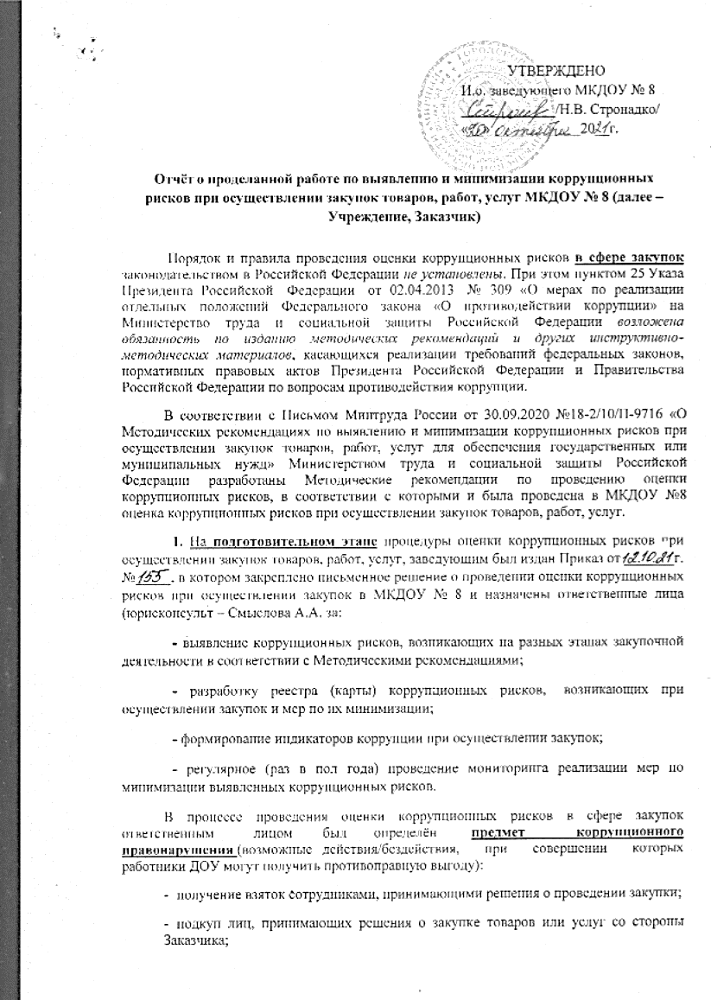 УТВЕРЖДЕНО
И.о. заведующего МКДОУ № 8
/Н.В. Стронадко/
«20» октября 2021г.
Отчёт о проделанной работе по выявлению и минимизации коррупционных
рисков при осуществлении закупок товаров, работ, услуг МКДОУ № 8 (далее –
Учреждение, Заказчик)
Порядок и правила проведения оценки коррупционных рисков в сфере закупок
законодательством в Российской Федерации не установлены. При этом пунктом 25 Указа
Президента Российской Федерации от 02.04.2013 № 309 «О мерах по реализации
отдельных положений Федерального закона «О противодействии коррупции» на
Министерство труда и социальной защиты Российской Федерации возложена
обязанность по изданию методических рекомендаций и других инструктивно-
методических материалов, касающихся реализации требований федеральных законов,
нормативных правовых актов Президента Российской Федерации и Правительства
Российской Федерации по вопросам противодействия коррупции.
В соответствии с Письмом Минтруда России от 30.09.2020 №18-2/10/П-9716 «О
Методических рекомендациях по выявлению и минимизации коррупционных рисков при
осуществлении закупок товаров, работ, услуг для обеспечения государственных или
муниципальных нужд» Министерством труда и социальной защиты Российской
Федерации разработаны Методические рекомендации по проведению оценки
коррупционных рисков, в соответствии с которыми и была проведена в МКДОУ №8
оценка коррупционных рисков при осуществлении закупок товаров, работ, услуг.
1. На подготовительном этапе процедуры оценки коррупционных рисков при
осуществлении закупок товаров, работ, услуг, заведующим был издан Приказ от 12.10.21г.
№ 155, в котором закреплено письменное решение о проведении оценки коррупционных
рисков при осуществлении закупок в МКДОУ № 8 и назначены ответственные лица
(юрисконсульт – Смыслова А.А. за:
- выявление коррупционных рисков, возникающих на разных этапах закупочной
деятельности в соответствии с Методическими рекомендациями;
- разработку реестра (карты) коррупционных рисков, возникающих при
осуществлении закупок и мер по их минимизации;
- формирование индикаторов коррупции при осуществлении закупок;
- регулярное (раз в пол года) проведение мониторинга реализации мер по
минимизации выявленных коррупционных рисков.
В процессе проведения оценки коррупционных рисков в сфере закупок
ответственным лицом был определён предмет коррупционного
правонарушения (возможные действия/бездействия, при совершении которых
работники ДОУ могут получить противоправную выгоду):
- получение взяток сотрудниками, принимающими решения о проведении закупки;
- подкуп лиц, принимающих решения о закупке товаров или услуг со стороны
Заказчика;